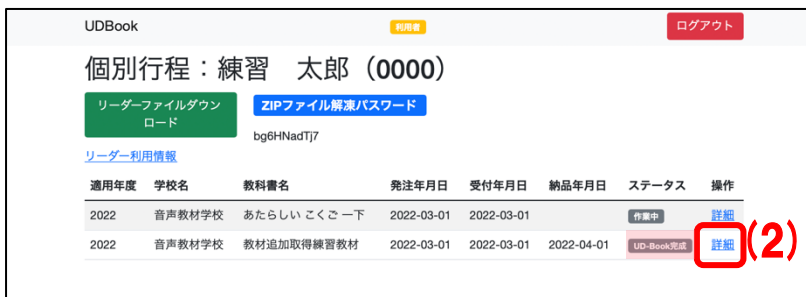 UDBook 利用者 ログアウト
個別行程：練習　太郎（0000）
リーダーファイルダウン
ロード
ZIPファイル解凍パスワード
bg6HNadTj7
リーダー利用情報
適用年度 学校名 教科書名 発注年月日 受付年月日 納品年月日 ステータス 操作
2022 音声教材学校 あたらしい こくご 一下 2022-03-01 2022-03-01 作業中 詳細
2022 音声教材学校 教材追加取得練習教材 2022-03-01 2022-03-01 2022-04-01 UD-Book完成 詳細 (2)